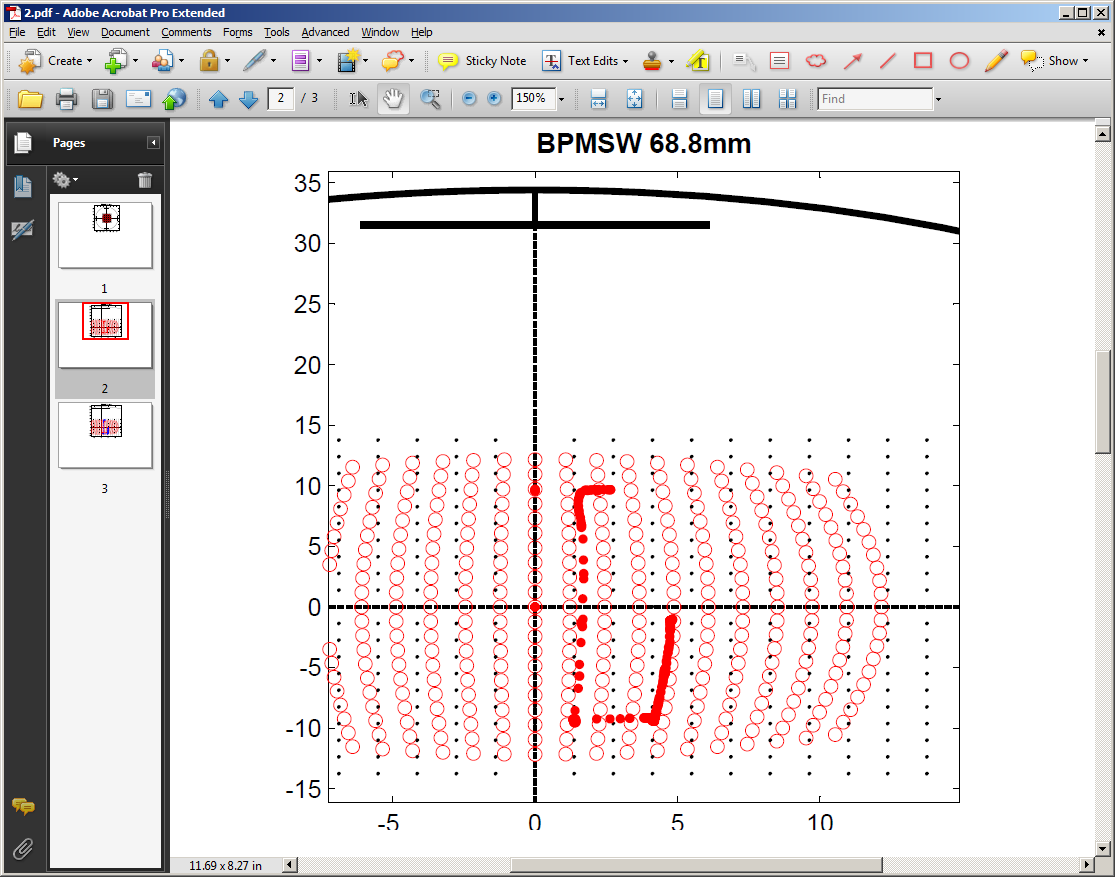 2.pdf - Adobe Acrobat Pro Extended
File Edit View Document Comments Forms Tools Advanced Window Help
Create Sticky Note Text Edits Show
2 / 3 150% Find
Pages
1
2
3
BPMSW 68.8mm
35
30
25
20
15
10
5
0
-5
-10
-15
-5 0 5 10
11.69 x 8.27 in